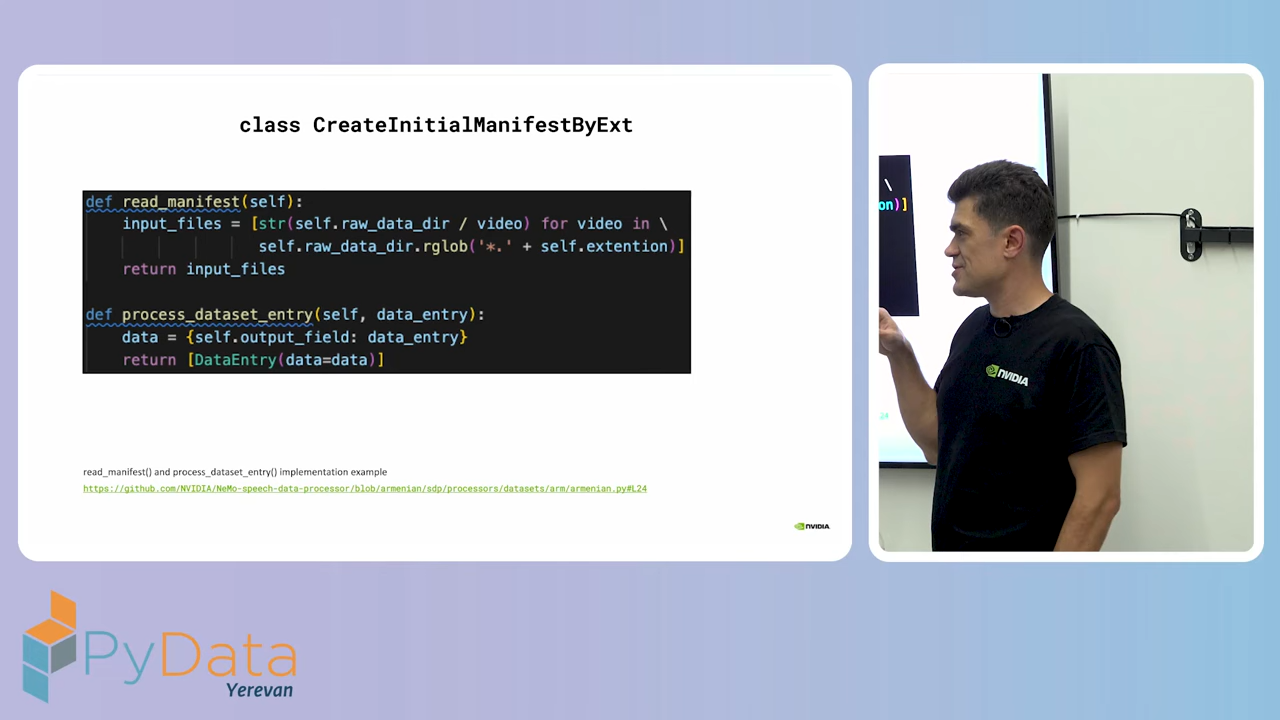 class CreateInitialManifestByExt
def read_manifest(self):
input_files = [str(self.raw_data_dir / video) for video in \
self.raw_data_dir.rglob('*.' + self.extention)]
return input_files
def process_dataset_entry(self, data_entry):
data = {self.output_field: data_entry}
return [DataEntry(data=data)]
read_manifest() and process_dataset_entry() implementation example
https://github.com/NVIDIA/NeMo-speech-data-processor/blob/armenian/sdp/processors/datasets/arm/armenian.py#L24
NVIDIA
\
on)]
24
NVIDIA
PyData
Yerevan